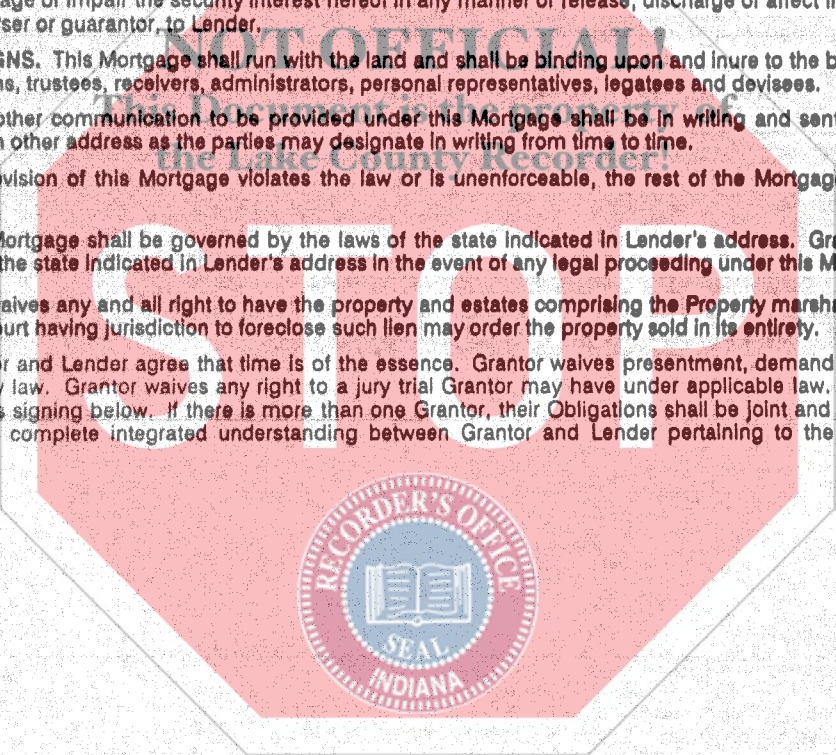 age or impair the security interest hereof in any manner or release, discharge or affect in
ser or guarantor, to Lender.
NOT OFFICIAL!
GNS. This Mortgage shall run with the land and shall be binding upon and inure to the b
ns, trustees, receivers, administrators, personal representatives, legatees and devisees.
This Document is the property of
other communication to be provided under this Mortgage shall be in writing and sent
n other address as the parties may designate in writing from time to time.
the Lake County Recorder!
ovision of this Mortgage violates the law or is unenforceable, the rest of the Mortgage
Mortgage shall be governed by the laws of the state indicated in Lender's address. Gra
the state indicated in Lender's address in the event of any legal proceeding under this M
STOP
aives any and all right to have the property and estates comprising the Property marsh
ourt having jurisdiction to foreclose such lien may order the property sold in its entirety.
r and Lender agree that time is of the essence. Grantor waives presentment, demand
y law. Grantor waives any right to a jury trial Grantor may have under applicable law.
s signing below. If there is more than one Grantor, their Obligations shall be joint and
complete integrated understanding between Grantor and Lender pertaining to the
RECORDER'S OFFICE
SEAL
INDIANA